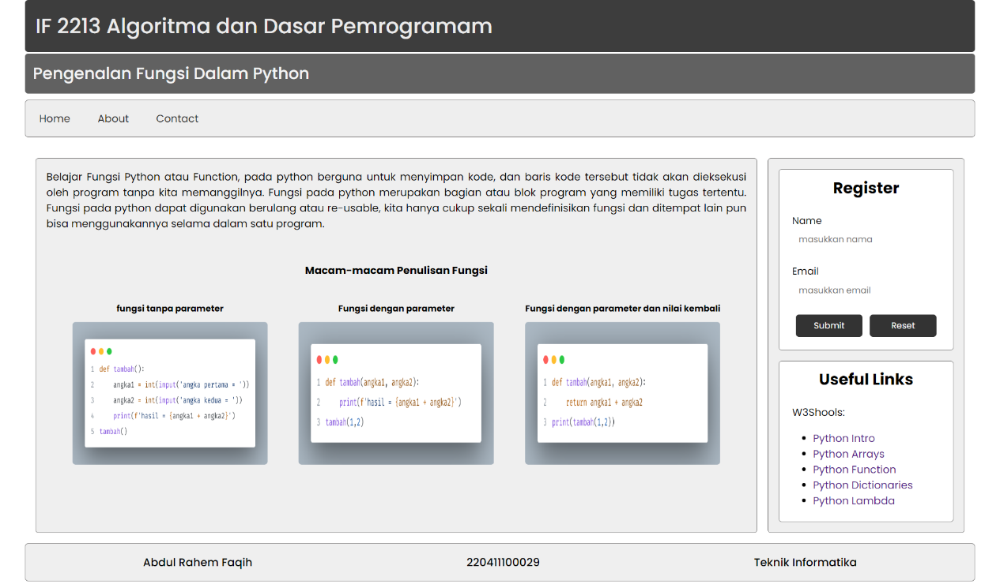 IF 2213 Algoritma dan Dasar Pemrogramam
Pengenalan Fungsi Dalam Python
Home About Contact
Belajar Fungsi Python atau Function, pada python berguna untuk menyimpan kode, dan baris kode tersebut tidak akan dieksekusi
oleh program tanpa kita memanggilnya. Fungsi pada python merupakan bagian atau blok program yang memiliki tugas tertentu.
Fungsi pada python dapat digunakan berulang atau re-usable, kita hanya cukup sekali mendefinisikan fungsi dan ditempat lain pun
bisa menggunakannya selama dalam satu program.
Macam-macam Penulisan Fungsi
fungsi tanpa parameter
1 def tambah():
2 angka1 = int(input('angka pertama = '))
3 angka2 = int(input('angka kedua = '))
4 print(f'hasil = {angka1 + angka2}')
5 tambah()
Fungsi dengan parameter
1 def tambah(angka1, angka2):
2 print(f'hasil = {angka1 + angka2}')
3 tambah(1,2)
Fungsi dengan parameter dan nilai kembali
1 def tambah(angka1, angka2):
2 return angka1 + angka2
3 print(tambah(1,2))
Register
Name
masukkan nama
Email
masukkan email
Submit Reset
Useful Links
W3Shools:
Python Intro
Python Arrays
Python Function
Python Dictionaries
Python Lambda
Abdul Rahem Faqih 220411100029 Teknik Informatika